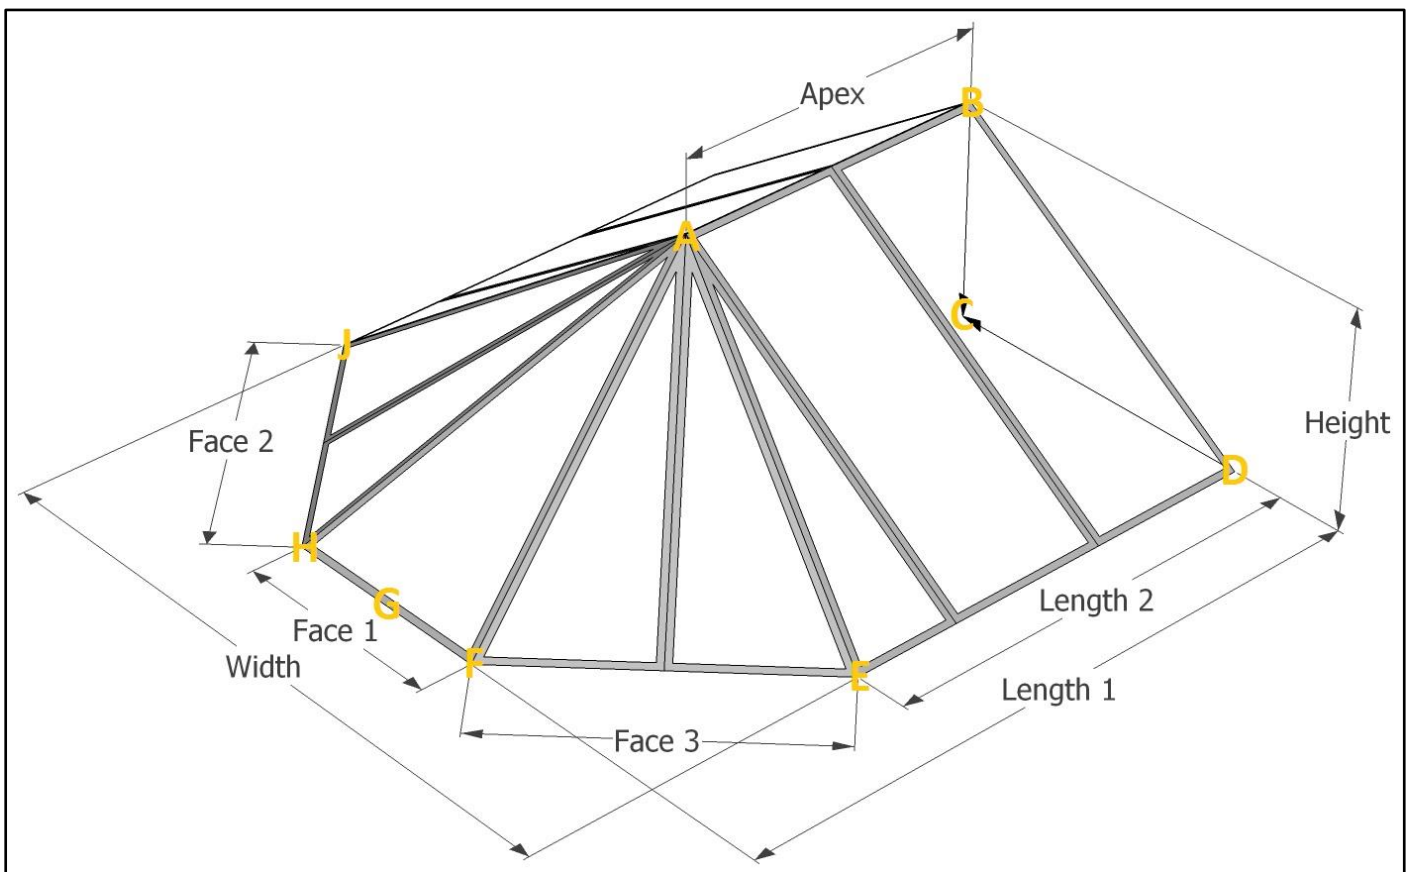 Apex
B
A
C
J
Height
Face 2
D
H
G
Length 2
Face 1
Width
F
E
Length 1
Face 3